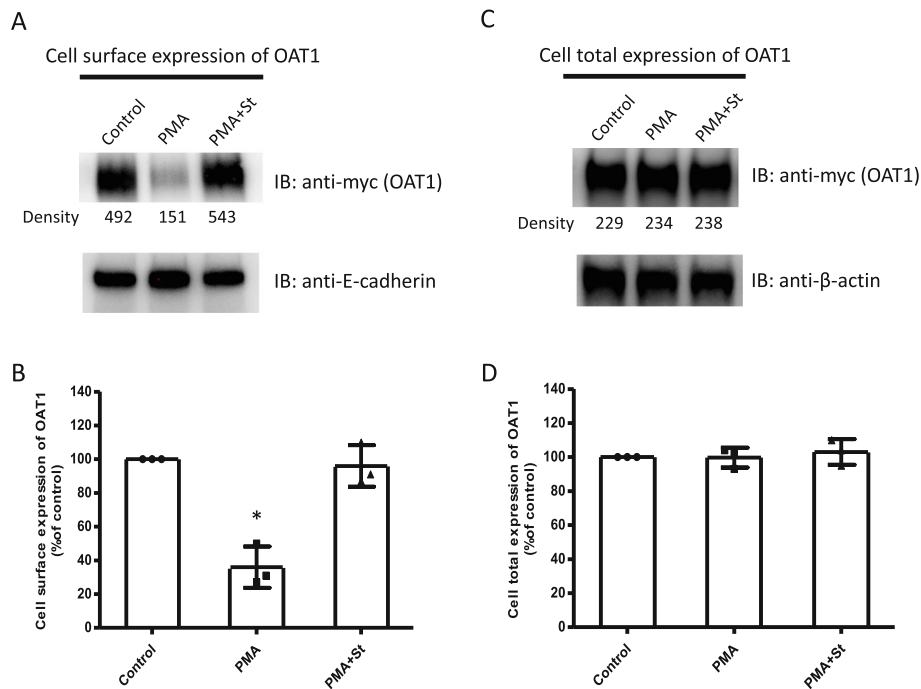 A
Cell surface expression of OAT1
Control PMA PMA+St
IB: anti-myc (OAT1)
Density 492 151 543
IB: anti-E-cadherin
C
Cell total expression of OAT1
Control PMA PMA+St
IB: anti-myc (OAT1)
Density 229 234 238
IB: anti-β-actin
B
Cell surface expression of OAT1
(%of control)
140
120
100
80
60
40
20
0
*
Control PMA PMA+St
D
Cell total expression of OAT1
(%of control)
140
120
100
80
60
40
20
0
Control PMA PMA+St